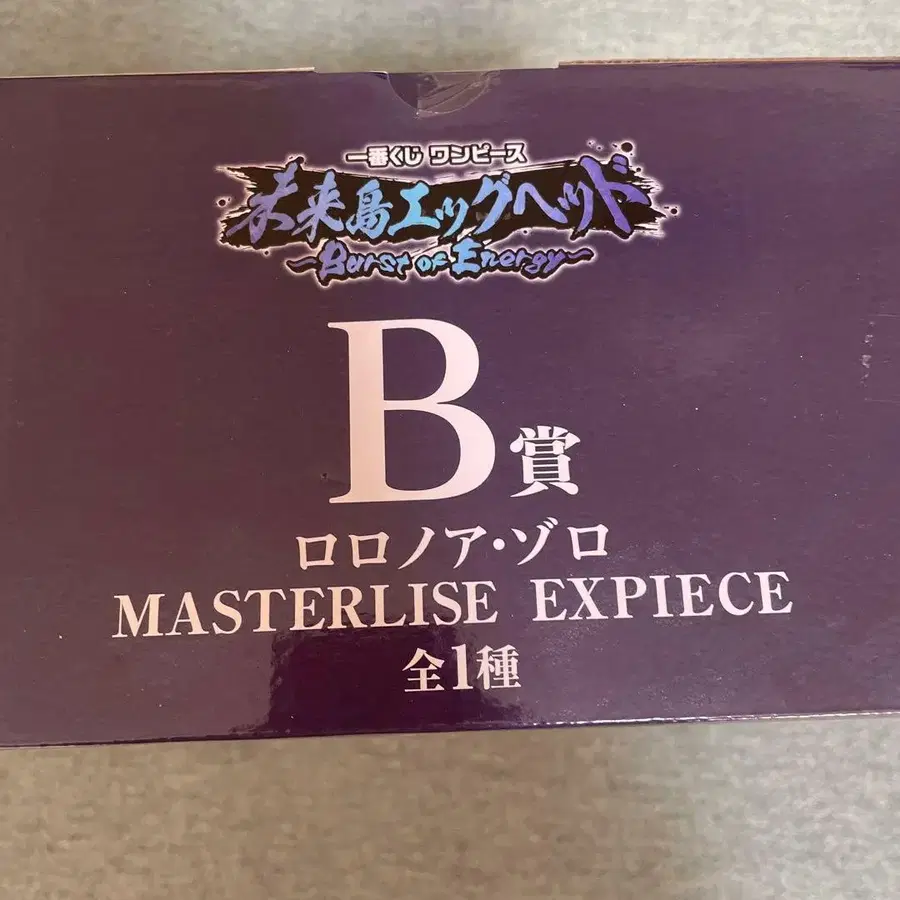 一番くじ ワンピース
未来島エッグヘッド
～Burst of Energy～
B賞
ロロノア・ゾロ
MASTERLISE EXPIECE
全1種